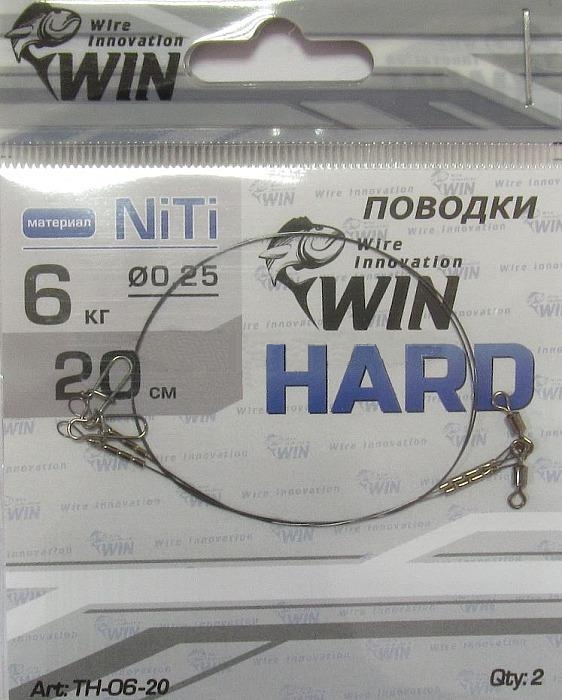 Wire
Innovation
WIN
материал NiTi
6 кг
Ø0,25
20 см
ПОВОДКИ
Wire
Innovation
WIN
HARD
Art: TH-06-20
Qty: 2